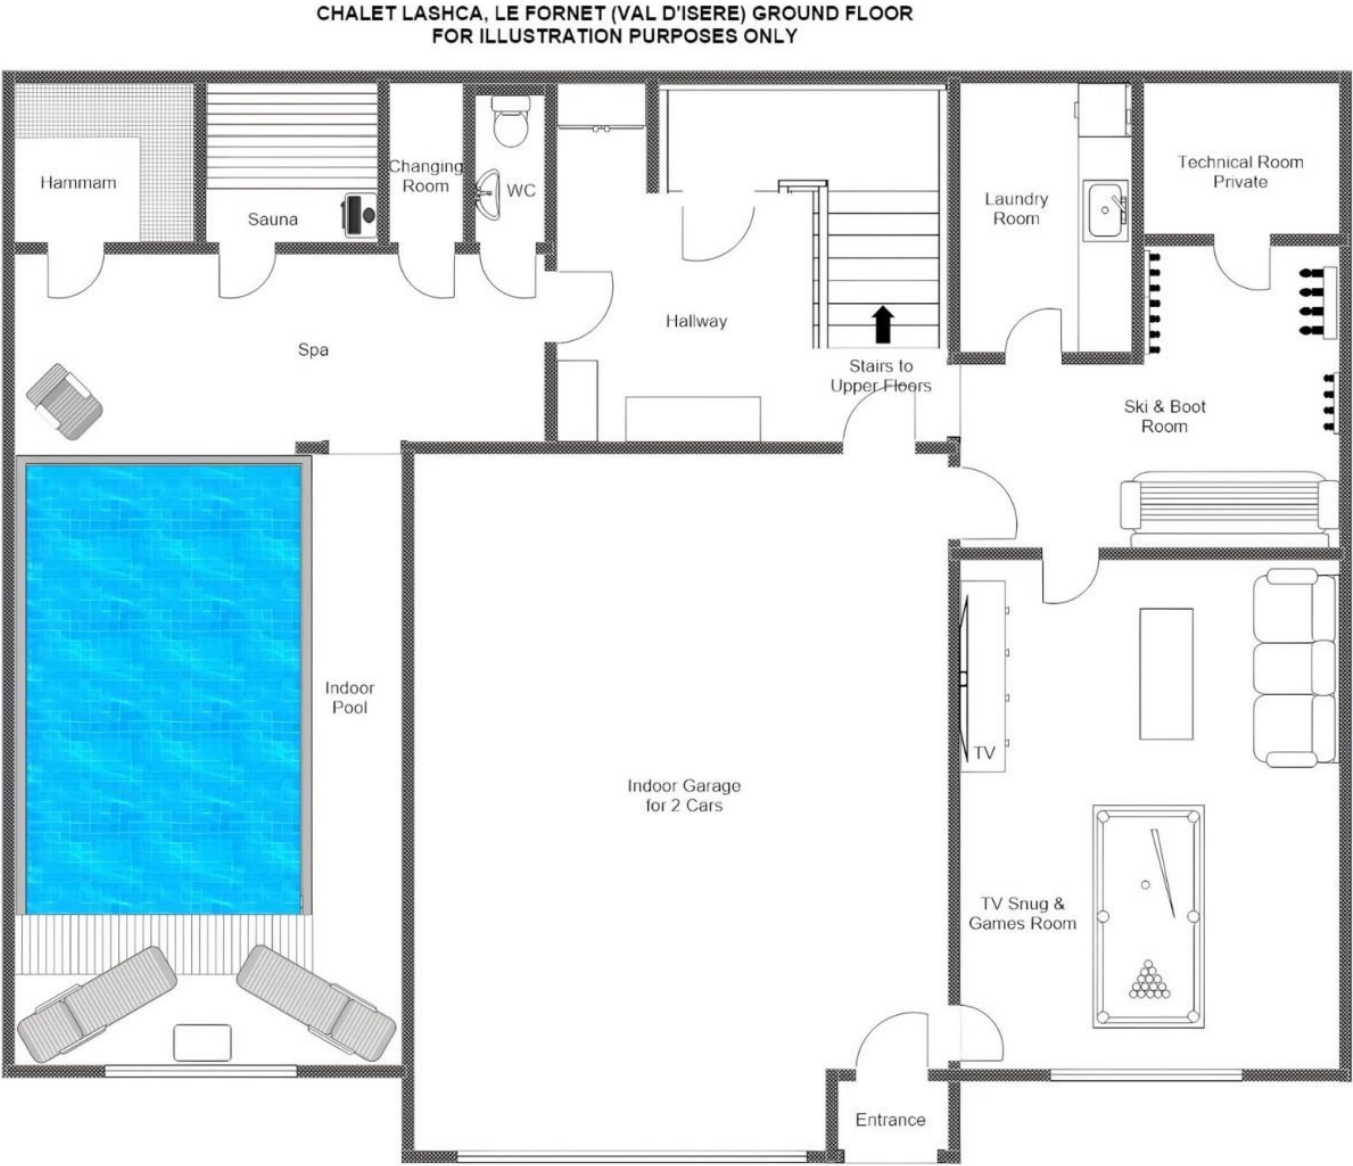 CHALET LASHCA, LE FORNET (VAL D'ISERE) GROUND FLOOR
FOR ILLUSTRATION PURPOSES ONLY
Hammam
Sauna
Changing
Room
WC
Hallway
Stairs to
Upper Floors
Laundry
Room
Technical Room
Private
Spa
Ski & Boot
Room
Indoor
Pool
Indoor Garage
for 2 Cars
TV
TV Snug &
Games Room
Entrance